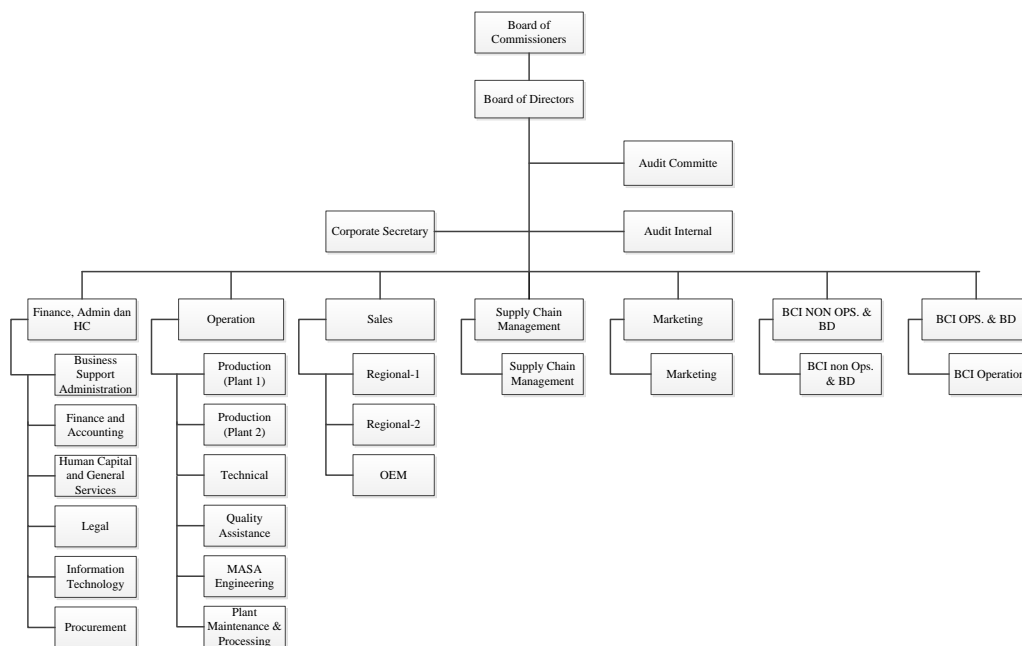 Board of
Commissioners
Board of Directors
Audit Committe
Corporate Secretary
Audit Internal
Finance, Admin dan
HC
Operation
Sales
Supply Chain
Management
Marketing
BCI NON OPS. &
BD
BCI OPS. & BD
Business
Support
Administration
Finance and
Accounting
Human Capital
and General
Services
Legal
Information
Technology
Procurement
Production
(Plant 1)
Production
(Plant 2)
Technical
Quality
Assistance
MASA
Engineering
Plant
Maintenance &
Processing
Regional-1
Regional-2
OEM
Supply Chain
Management
Marketing
BCI non Ops.
& BD
BCI Operation